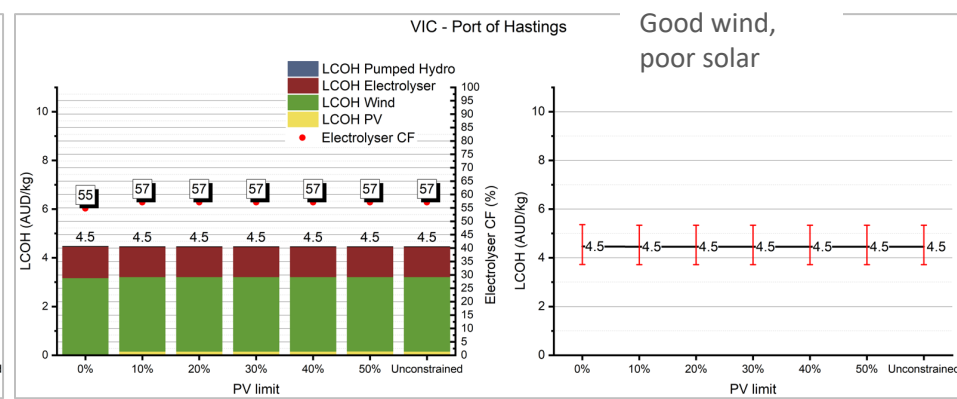 VIC - Port of Hastings
Good wind,
poor solar
LCOH Pumped Hydro
LCOH Electrolyser
LCOH Wind
LCOH PV
Electrolyser CF
LCOH (AUD/kg)
10
8
6
4
2
0
55 57 57 57 57 57 57
4.5 4.5 4.5 4.5 4.5 4.5 4.5
100
95
90
85
80
75
70
65
60
55
50
45
40
35
30
25
20
15
10
5
0
Electrolyser CF (%)
0% 10% 20% 30% 40% 50% Unconstrained
PV limit
LCOH (AUD/kg)
10
8
6
4
2
0
4.5 4.5 4.5 4.5 4.5 4.5 4.5
0% 10% 20% 30% 40% 50% Unconstrained
PV limit